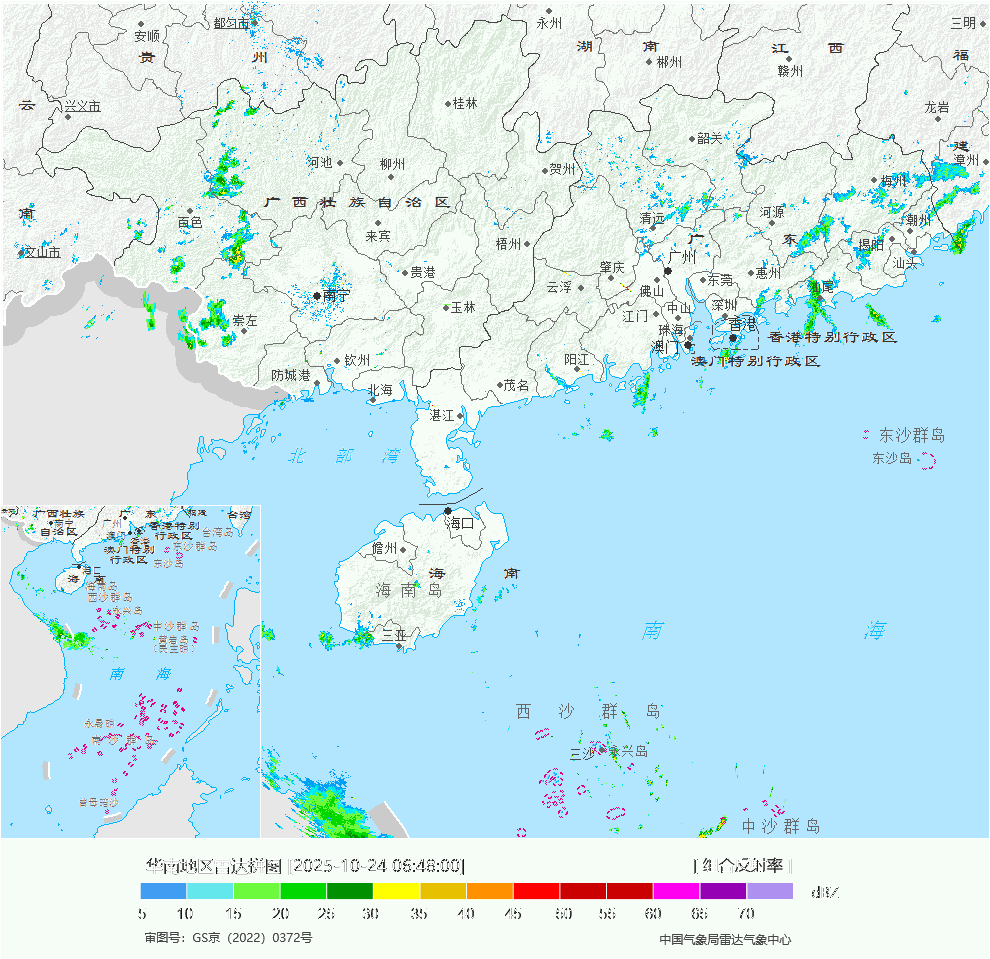 都匀市
永州
三明
安顺
贵
州
湖
南
江
西
福
郴州
赣州
云
兴义市
桂林
龙岩
韶关
建
漳州
河池
柳州
贺州
梅州
广西壮族自治区
南
百色
清远
河源
潮州
来宾
梧州
广
东
揭阳
文山市
广州
汕头
贵港
肇庆
惠州
东莞
云浮
佛山
汕尾
南宁
玉林
中山
深圳
崇左
江门
珠海
香港
香港特别行政区
澳门
澳门特别行政区
钦州
阳江
防城港
茂名
北海
湛江
东沙群岛
北部湾
东沙岛
海口
儋州
海
南
海南岛
三亚
南
海
西沙群岛
三沙
永兴岛
中沙群岛
广西壮族
自治区
南宁
广
东
福建
台湾
广州
香港特别
行政区
澳门
台湾岛
澳门特别
行政区
东沙群岛
东沙岛
海口
海
南
海南岛
西沙群岛
永兴岛
中沙群岛
黄岩岛
南
海
永暑礁
南沙群岛
曾母暗沙
华南地区雷达拼图 [2025-10-24 06:48:00]
[组合反射率]
dBZ
5 10 15 20 25 30 35 40 45 50 55 60 65 70
审图号：GS京（2022）0372号
中国气象局雷达气象中心